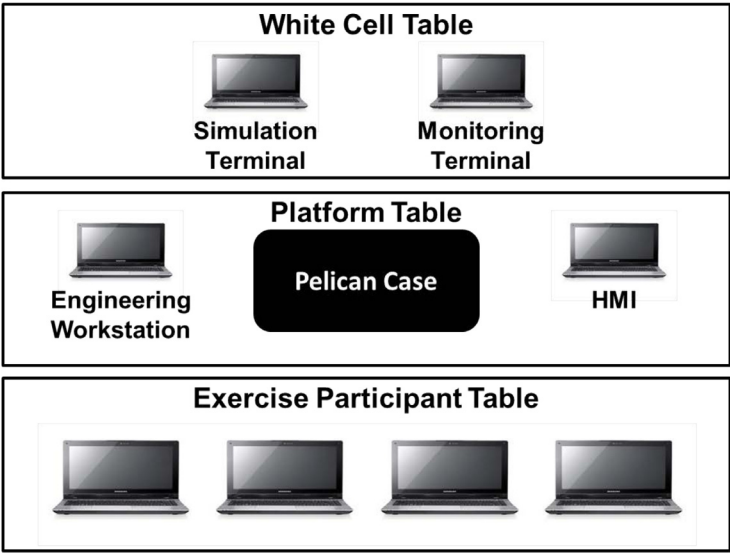 White Cell Table
Simulation
Terminal
Monitoring
Terminal
Platform Table
Engineering
Workstation
Pelican Case
HMI
Exercise Participant Table